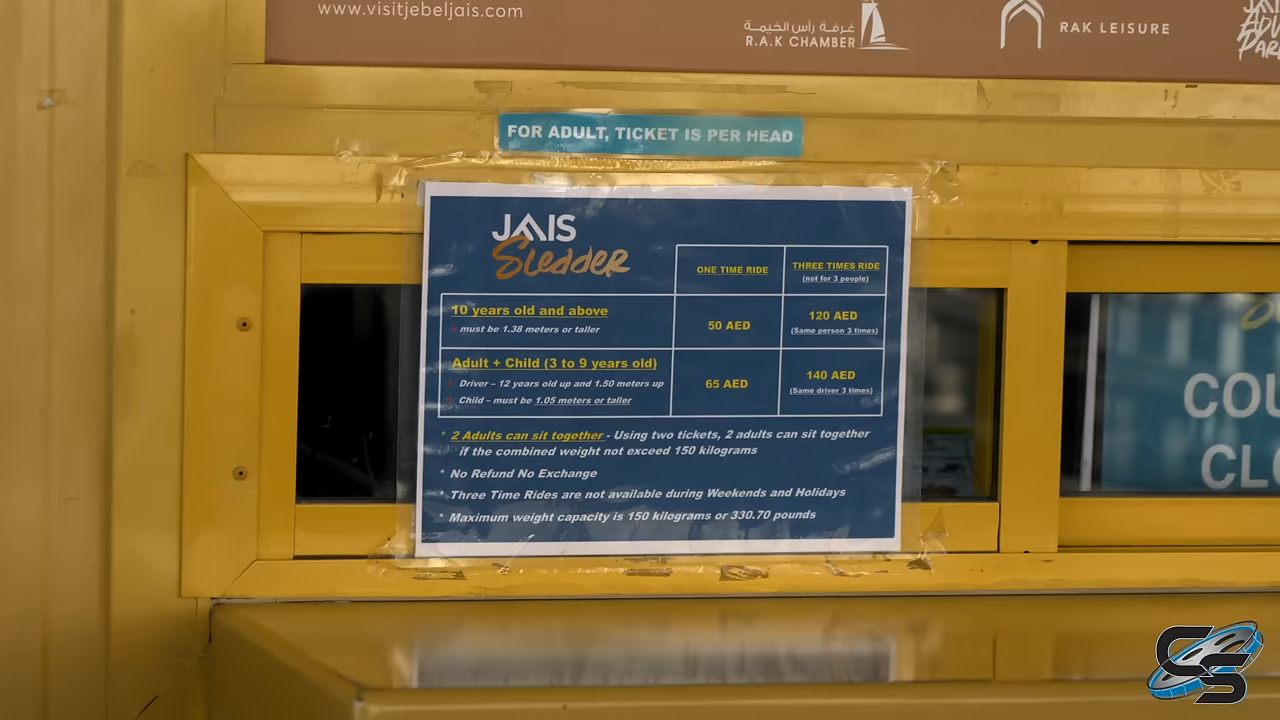 www.visitjebeljais.com
غرفة رأس الخيمة
R.A.K CHAMBER
RAK LEISURE
JAIS
FOR ADULT, TICKET IS PER HEAD
JAIS
Sledder
ONE TIME RIDE
THREE TIMES RIDE
(not for 3 people)
10 years old and above
must be 1.38 meters or taller
50 AED
120 AED
(Same person 3 times)
Adult + Child (3 to 9 years old)
Driver – 12 years old up and 1.50 meters up
Child – must be 1.05 meters or taller
65 AED
140 AED
(Same driver 3 times)
* 2 Adults can sit together - Using two tickets, 2 adults can sit together
if the combined weight not exceed 150 kilograms
* No Refund No Exchange
* Three Time Rides are not available during Weekends and Holidays
* Maximum weight capacity is 150 kilograms or 330.70 pounds
COU
CLO
CFS